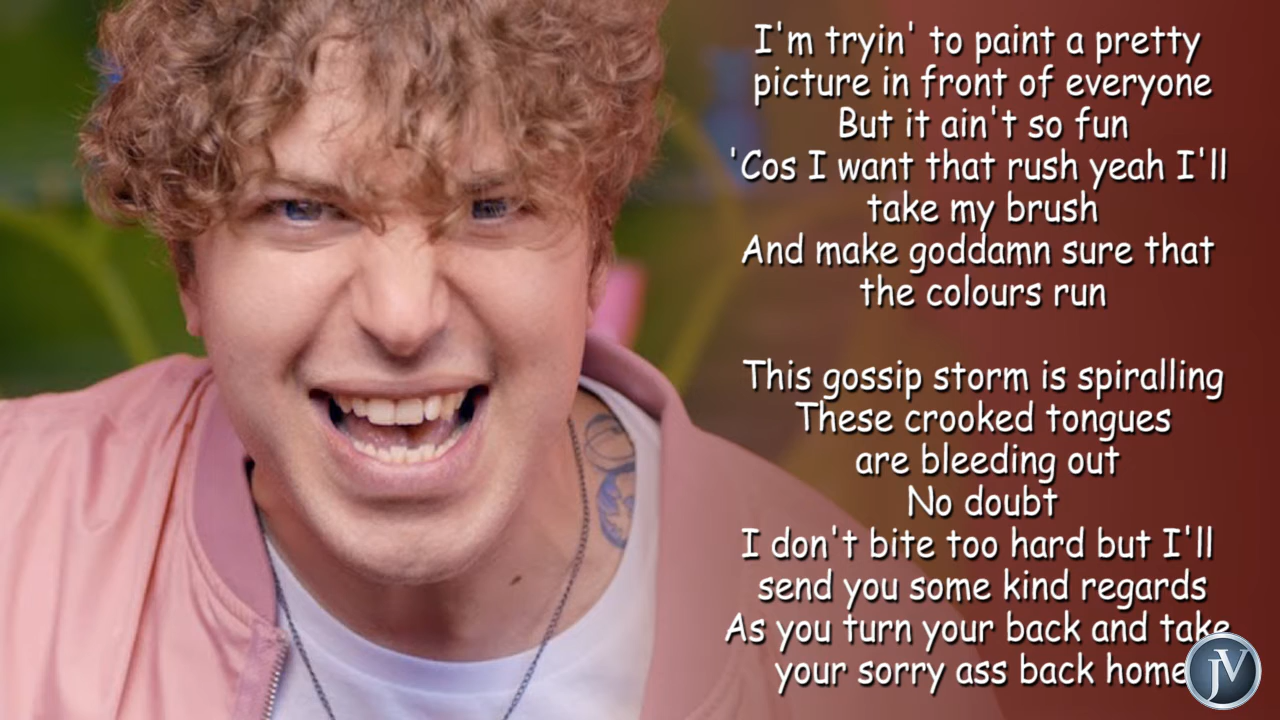 I'm tryin' to paint a pretty
picture in front of everyone
But it ain't so fun
'Cos I want that rush yeah I'll
take my brush
And make goddamn sure that
the colours run
This gossip storm is spiralling
These crooked tongues
are bleeding out
No doubt
I don't bite too hard but I'll
send you some kind regards
As you turn your back and take
your sorry ass back home
JV